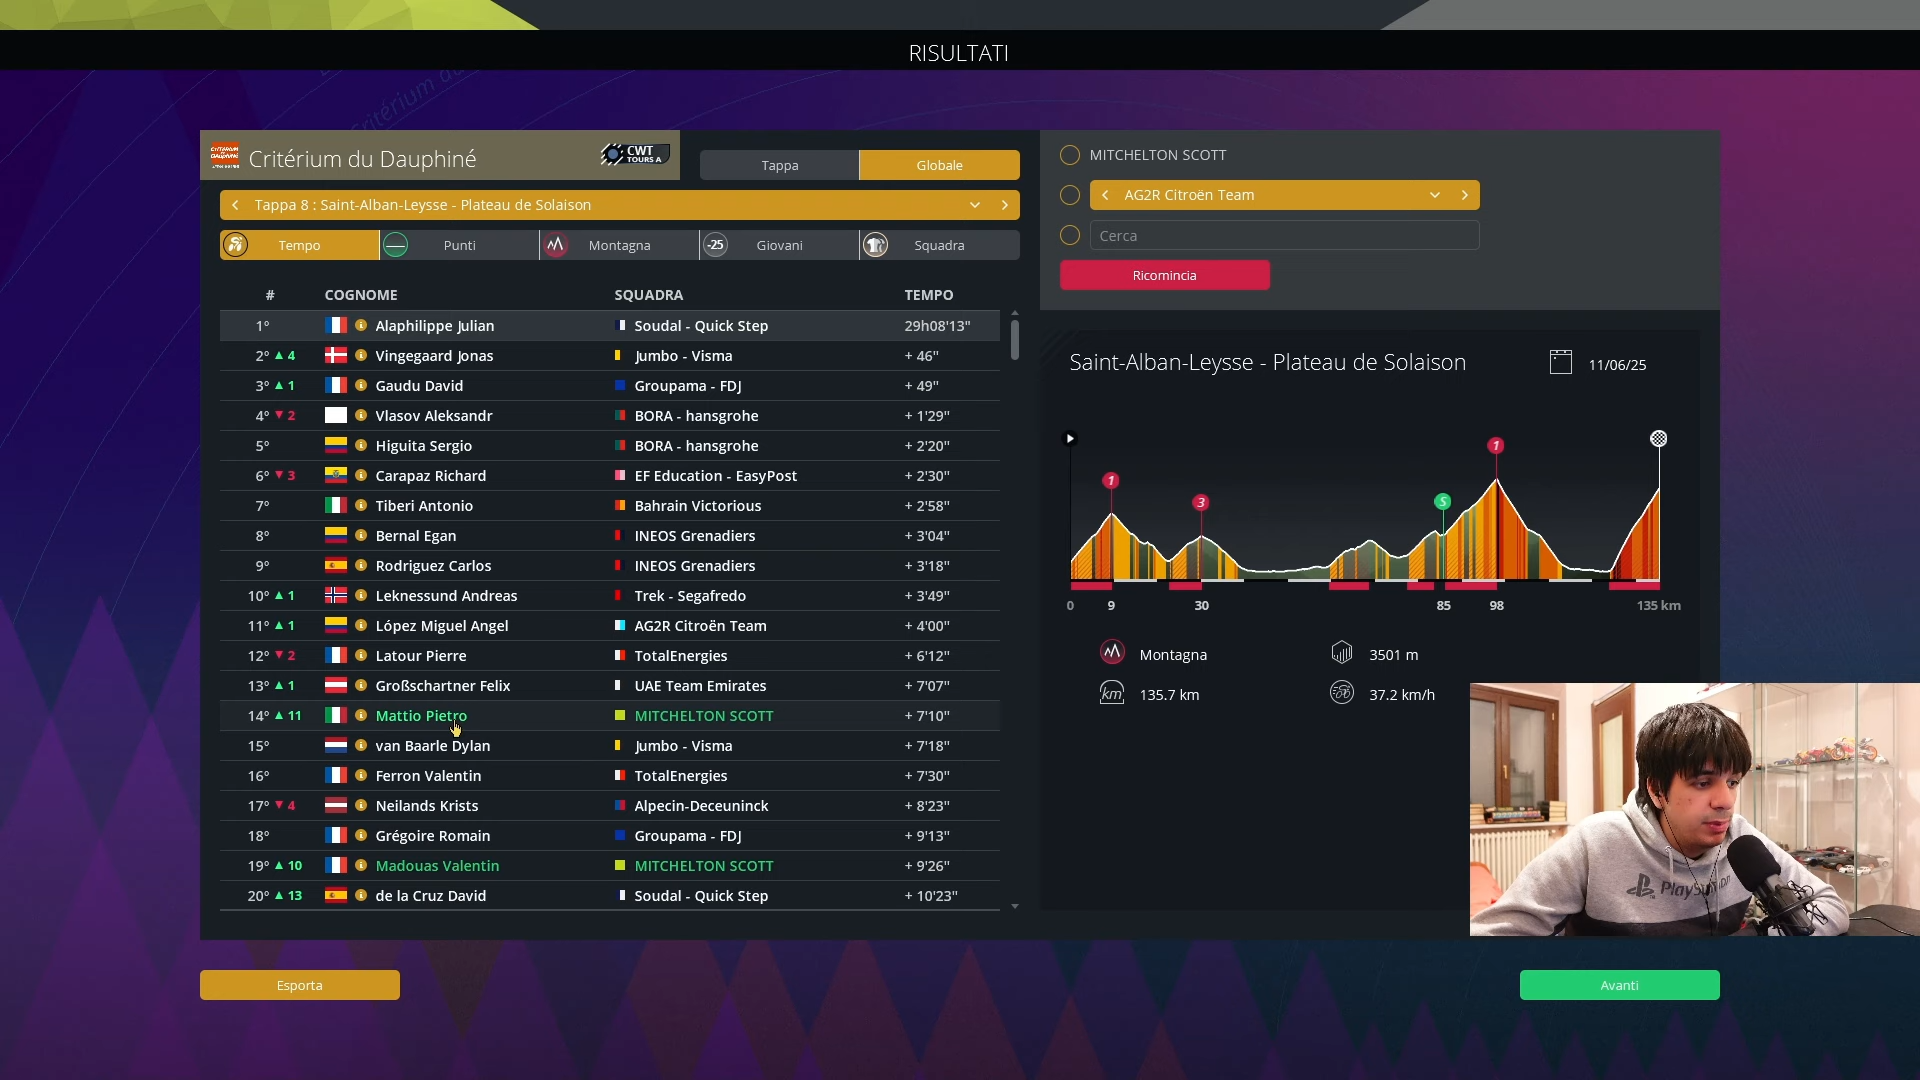 RISULTATI
Critérium du Dauphiné
CWT
TOURS A
Tappa
Globale
Tappa 8 : Saint-Alban-Leysse - Plateau de Solaison
Tempo
Punti
Montagna
-25
Giovani
Squadra
# COGNOME SQUADRA TEMPO
1° Alaphilippe Julian Soudal - Quick Step 29h08'13''
2° ▲ 4 Vingegaard Jonas Jumbo - Visma + 46''
3° ▲ 1 Gaudu David Groupama - FDJ + 49''
4° ▼ 2 Vlasov Aleksandr BORA - hansgrohe + 1'29''
5° Higuita Sergio BORA - hansgrohe + 2'20''
6° ▼ 3 Carapaz Richard EF Education - EasyPost + 2'30''
7° Tiberi Antonio Bahrain Victorious + 2'58''
8° Bernal Egan INEOS Grenadiers + 3'04''
9° Rodriguez Carlos INEOS Grenadiers + 3'18''
10° ▲ 1 Leknessund Andreas Trek - Segafredo + 3'49''
11° ▲ 1 López Miguel Angel AG2R Citroën Team + 4'00''
12° ▼ 2 Latour Pierre TotalEnergies + 6'12''
13° ▲ 1 Großschartner Felix UAE Team Emirates + 7'07''
14° ▲ 11 Mattio Pietro MITCHELTON SCOTT + 7'10''
15° van Baarle Dylan Jumbo - Visma + 7'18''
16° Ferron Valentin TotalEnergies + 7'30''
17° ▼ 4 Neilands Krists Alpecin-Deceuninck + 8'23''
18° Grégoire Romain Groupama - FDJ + 9'13''
19° ▲ 10 Madouas Valentin MITCHELTON SCOTT + 9'26''
20° ▲ 13 de la Cruz David Soudal - Quick Step + 10'23''
MITCHELTON SCOTT
AG2R Citroën Team
Cerca
Ricomincia
Saint-Alban-Leysse - Plateau de Solaison
11/06/25
1
3
S
1
0 9 30 85 98 135 km
Montagna
3501 m
km 135.7 km
37.2 km/h
Esporta
Avanti